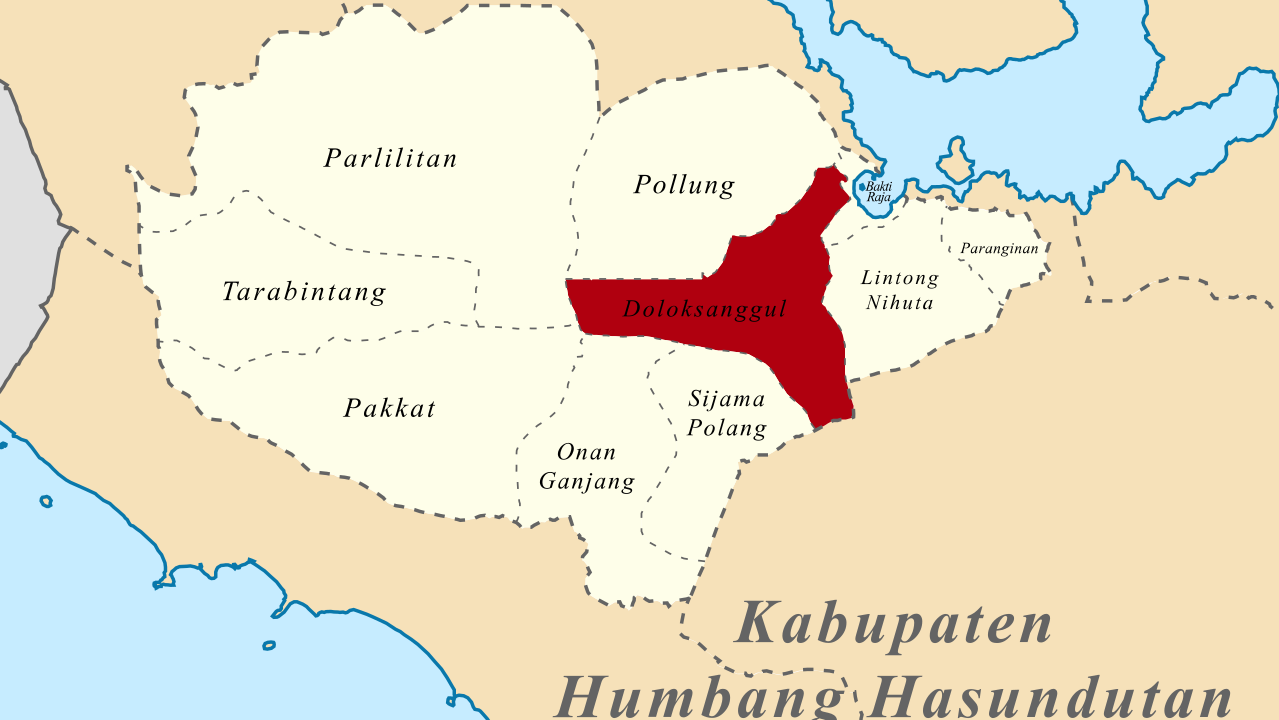 Parlilitan
Pollung
Bakti
Raja
Paranginan
Lintong
Nihuta
Tarabintang
Doloksanggul
Pakkat
Sijama
Polang
Onan
Ganjang
Kabupaten
Humbang Hasundutan